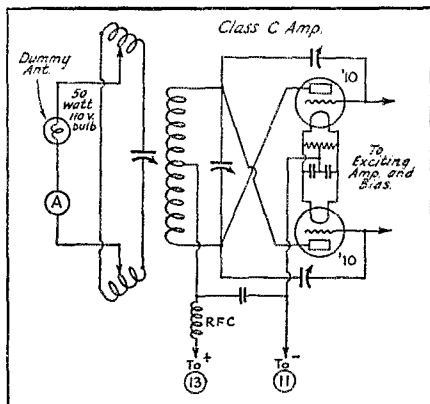 Class C Amp.
Dummy
Ant.
50
watt
110 v.
bulb
A
'10
To
Exciting
Amp. and
Bias.
'10
RFC
To +
13
To -
11